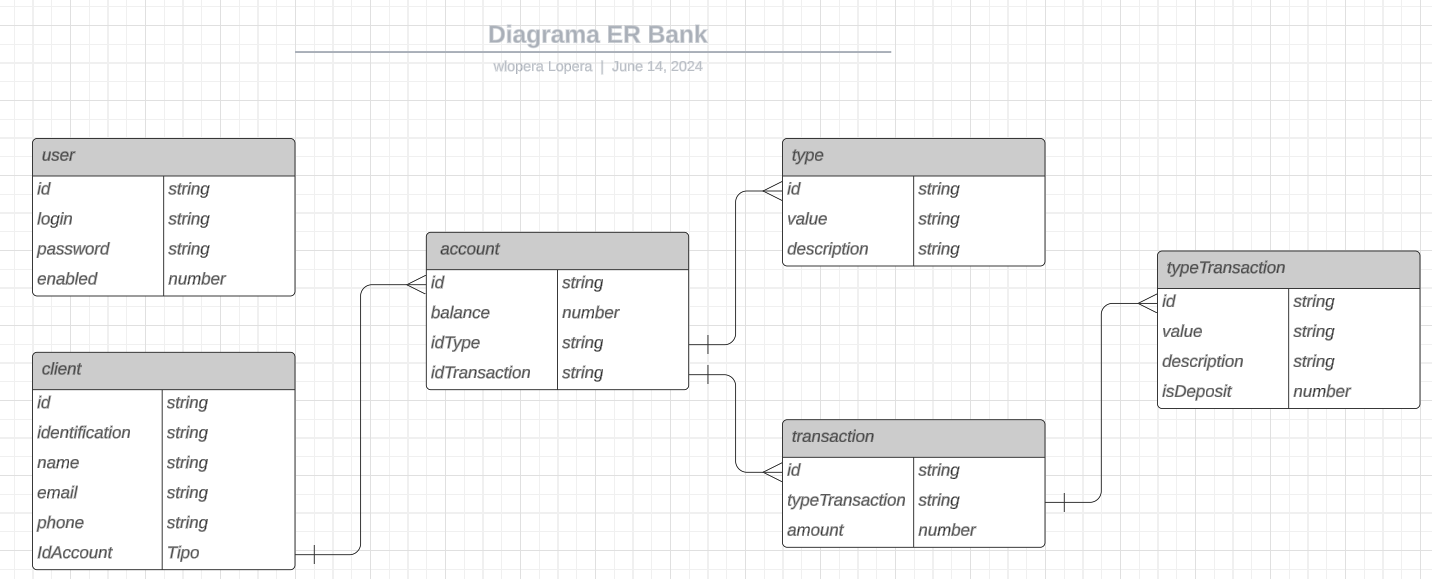 Diagrama ER Bank
wlopera Lopera | June 14, 2024
user
id string
login string
password string
enabled number
client
id string
identification string
name string
email string
phone string
IdAccount Tipo
account
id string
balance number
idType string
idTransaction string
type
id string
value string
description string
transaction
id string
typeTransaction string
amount number
typeTransaction
id string
value string
description string
isDeposit number